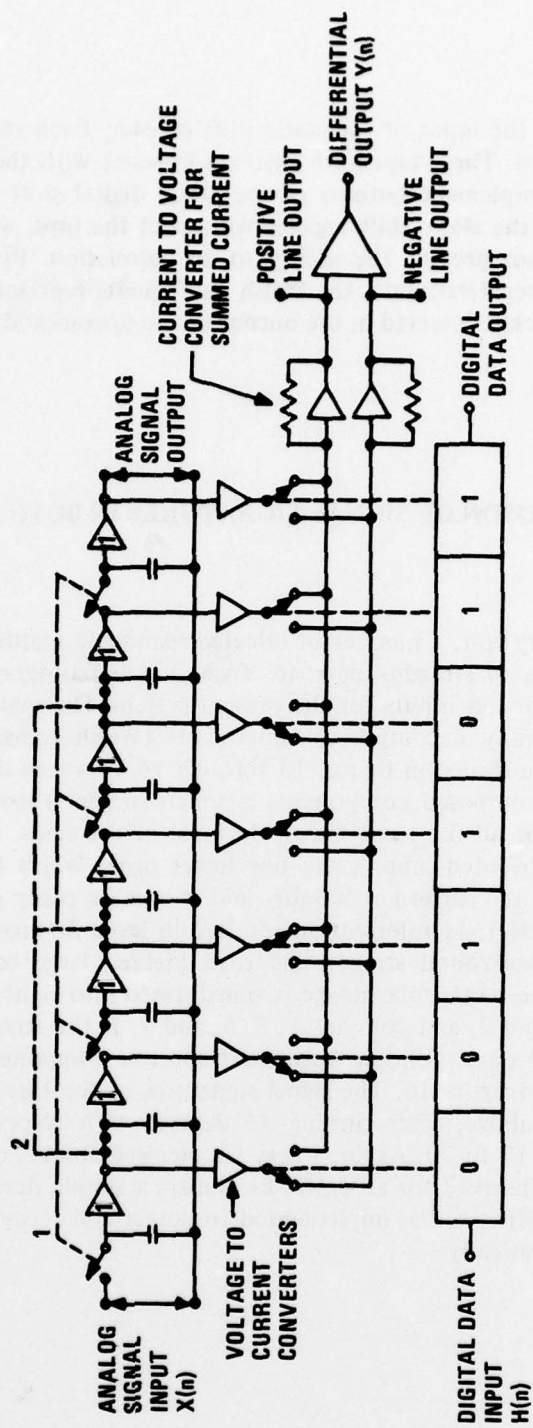 1
2
ANALOG
SIGNAL
INPUT
X(n)
ANALOG
SIGNAL
OUTPUT
VOLTAGE TO
CURRENT
CONVERTERS
CURRENT TO VOLTAGE
CONVERTER FOR
SUMMER CURRENT
POSITIVE
LINE OUTPUT
DIFFERENTIAL
OUTPUT Y(n)
NEGATIVE
LINE OUTPUT
DIGITAL DATA
INPUT
H(n)
0 0 1 1 0 1 1
DIGITAL
DATA OUTPUT